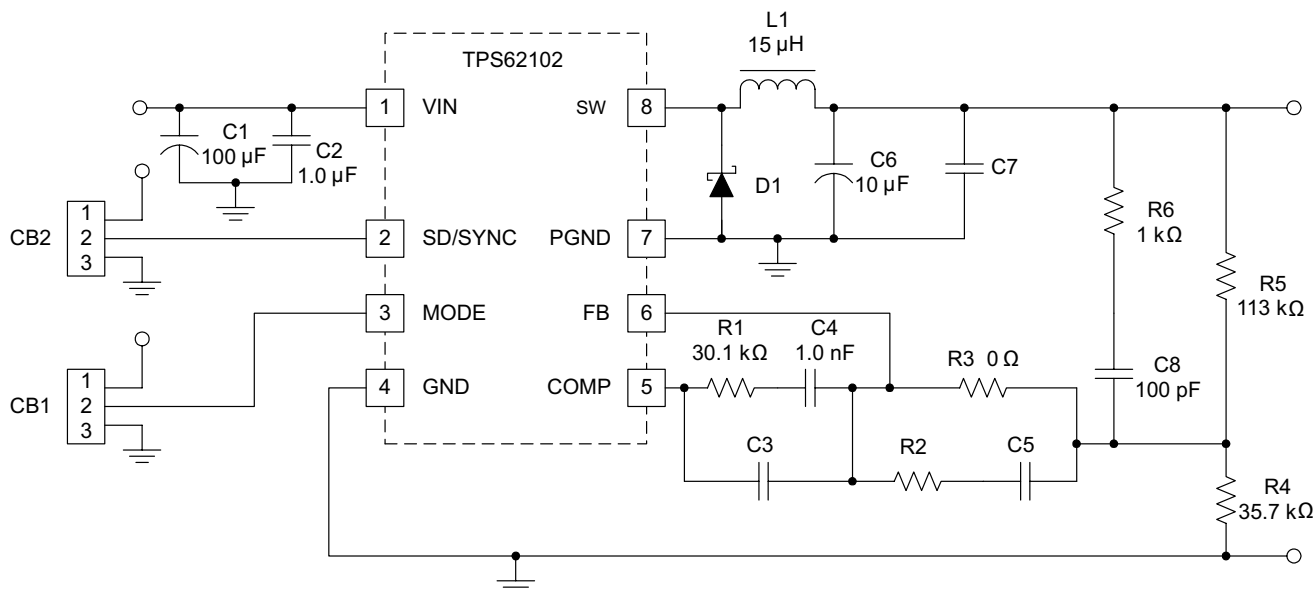 L1
15 µH
TPS62102
1 VIN
SW 8
C1
100 µF
C2
1.0 µF
C6
10 µF
C7
D1
R6
1 kΩ
CB2
1
2
3
2 SD/SYNC
PGND 7
R5
113 kΩ
3 MODE
FB 6
R1
30.1 kΩ
C4
1.0 nF
R3 0 Ω
C8
100 pF
CB1
1
2
3
4 GND
COMP 5
C3
R2
C5
R4
35.7 kΩ